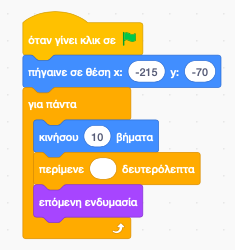 όταν γίνει κλικ σε
πήγαινε σε θέση x: -215 y: -70
για πάντα
κινήσου 10 βήματα
περίμενε δευτερόλεπτα
επόμενη ενδυμασία